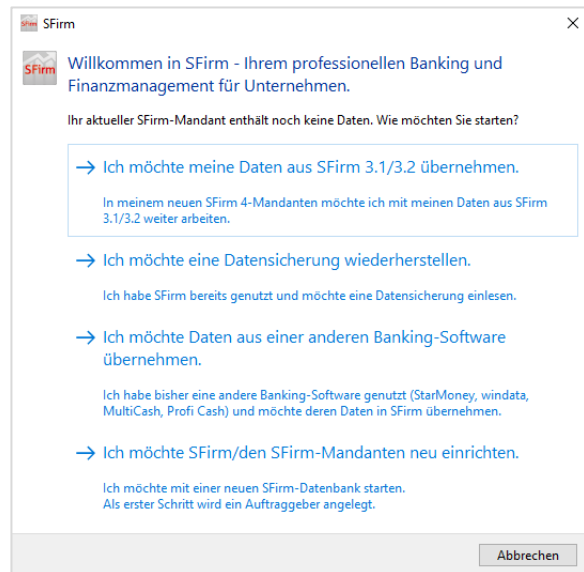 SFirm SFirm
SFirm Willkommen in SFirm - Ihrem professionellen Banking und
Finanzmanagement für Unternehmen.
Ihr aktueller SFirm-Mandant enthält noch keine Daten. Wie möchten Sie starten?
Ich möchte meine Daten aus SFirm 3.1/3.2 übernehmen.
In meinem neuen SFirm 4-Mandanten möchte ich mit meinen Daten aus SFirm
3.1/3.2 weiter arbeiten.
Ich möchte eine Datensicherung wiederherstellen.
Ich habe SFirm bereits genutzt und möchte eine Datensicherung einlesen.
Ich möchte Daten aus einer anderen Banking-Software
übernehmen.
Ich habe bisher eine andere Banking-Software genutzt (StarMoney, windata,
MultiCash, Profi Cash) und möchte deren Daten in SFirm übernehmen.
Ich möchte SFirm/den SFirm-Mandanten neu einrichten.
Ich möchte mit einer neuen SFirm-Datenbank starten.
Als erster Schritt wird ein Auftraggeber angelegt.
Abbrechen